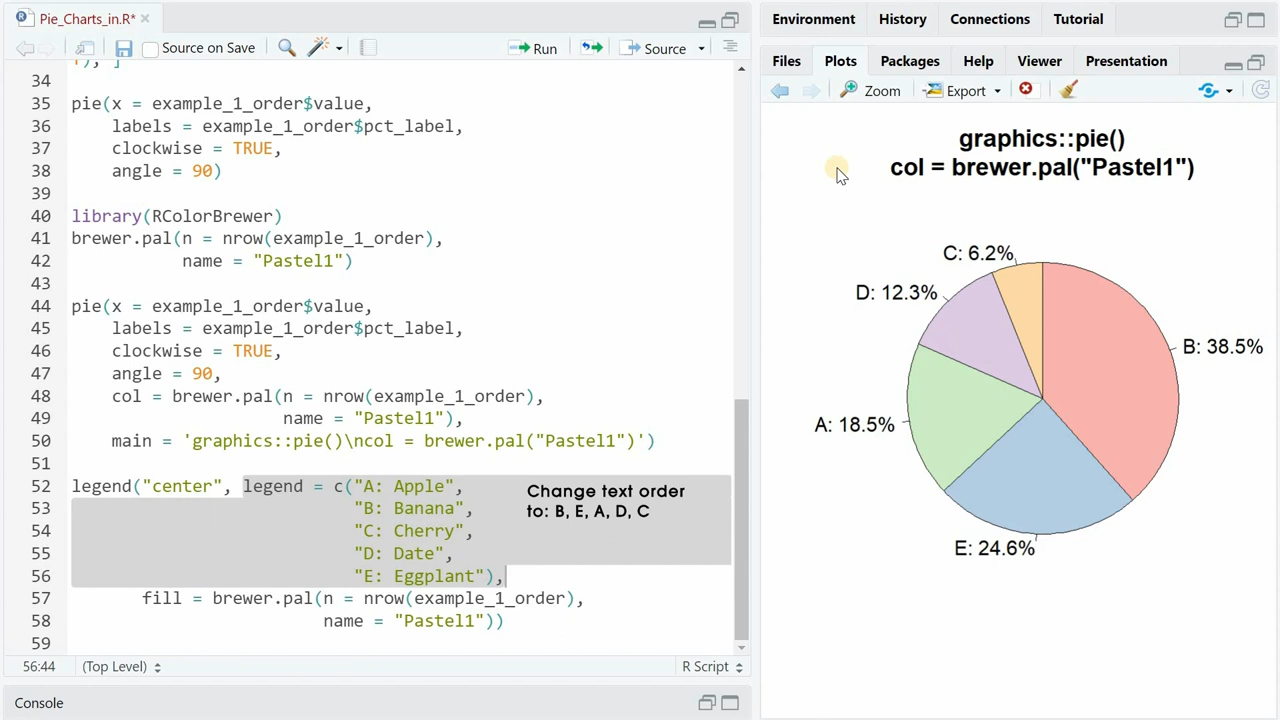 Pie_Charts_in.R*
Source on Save
Run
Source
34
35 pie(x = example_1_order$value,
36 labels = example_1_order$pct_label,
37 clockwise = TRUE,
38 angle = 90)
39
40 library(RColorBrewer)
41 brewer.pal(n = nrow(example_1_order),
42 name = "Pastel1")
43
44 pie(x = example_1_order$value,
45 labels = example_1_order$pct_label,
46 clockwise = TRUE,
47 angle = 90,
48 col = brewer.pal(n = nrow(example_1_order),
49 name = "Pastel1"),
50 main = 'graphics::pie()\ncol = brewer.pal("Pastel1")')
51
52 legend("center", legend = c("A: Apple",
53 "B: Banana",
54 "C: Cherry",
55 "D: Date",
56 "E: Eggplant"),
57 fill = brewer.pal(n = nrow(example_1_order),
58 name = "Pastel1"))
59
Change text order
to: B, E, A, D, C
56:44 (Top Level) R Script
Console
Environment History Connections Tutorial
Files Plots Packages Help Viewer Presentation
Zoom Export
graphics::pie()
col = brewer.pal("Pastel1")
C: 6.2%
D: 12.3%
B: 38.5%
A: 18.5%
E: 24.6%